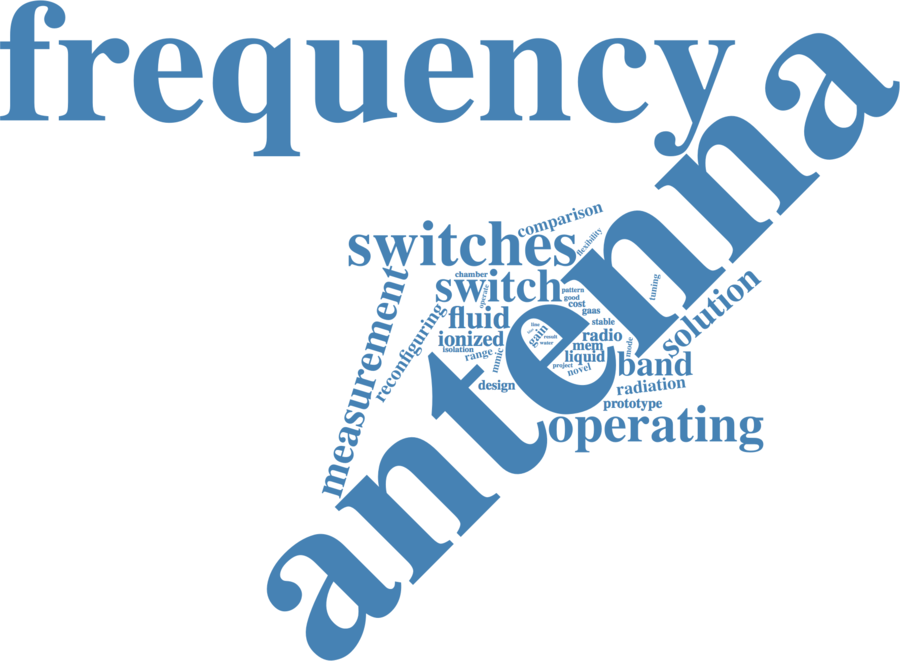 frequency
antenna
comparison
switches
flexibility
chamber
switch
operate
pattern
good
cost
gaas
tuning
measurement
reconfiguring
fluid
stable
solution
ionized
gain
line
result
water
radio
mem
mode
isolation
range
mmic
liquid
project
novel
band
design
radiation
prototype
operating